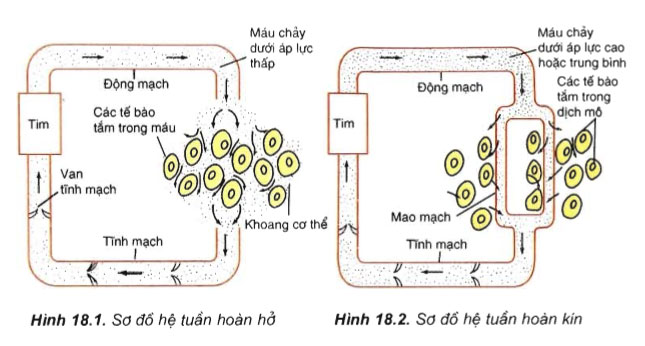 Máu chảy
dưới áp lực
thấp
Động mạch
Các tế bào
tắm trong máu
Tim
Van
tĩnh mạch
Khoang cơ thể
Tĩnh mạch
Hình 18.1. Sơ đồ hệ tuần hoàn hở
Máu chảy
dưới áp lực cao
hoặc trung bình
Động mạch
Các tế bào
tắm trong
dịch mô
Tim
Mao mạch
Tĩnh mạch
Hình 18.2. Sơ đồ hệ tuần hoàn kín